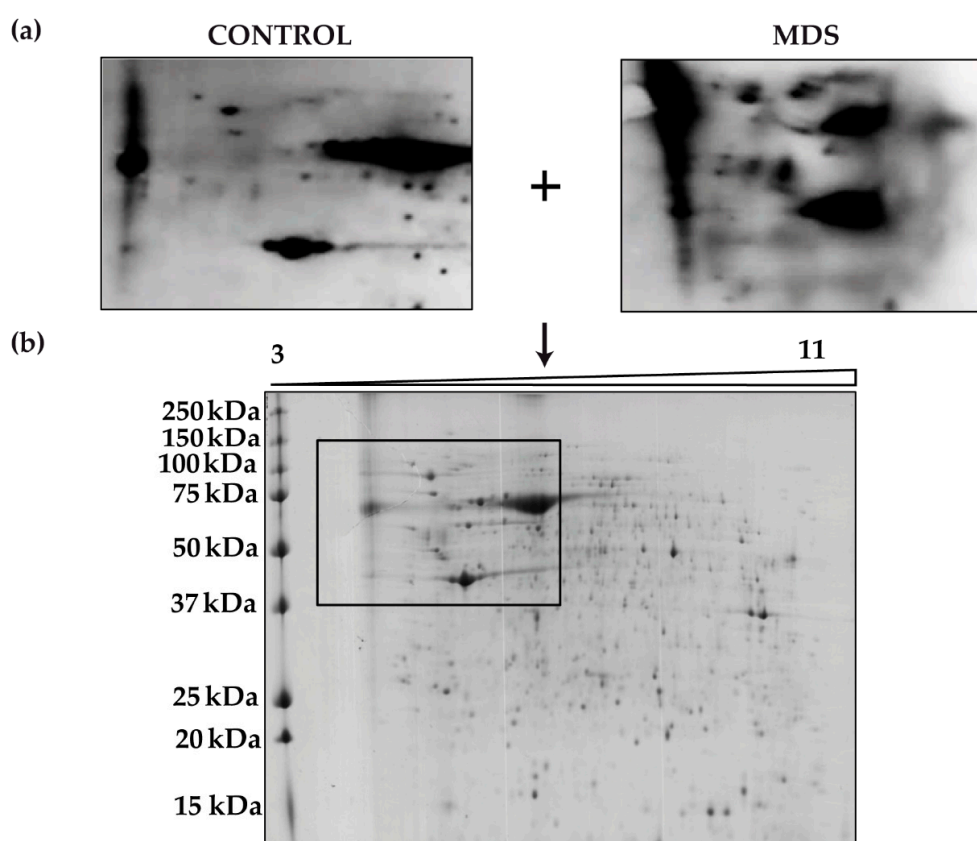 (a)
CONTROL
MDS
+
(b)
3
11
250 kDa
150 kDa
100 kDa
75 kDa
50 kDa
37 kDa
25 kDa
20 kDa
15 kDa